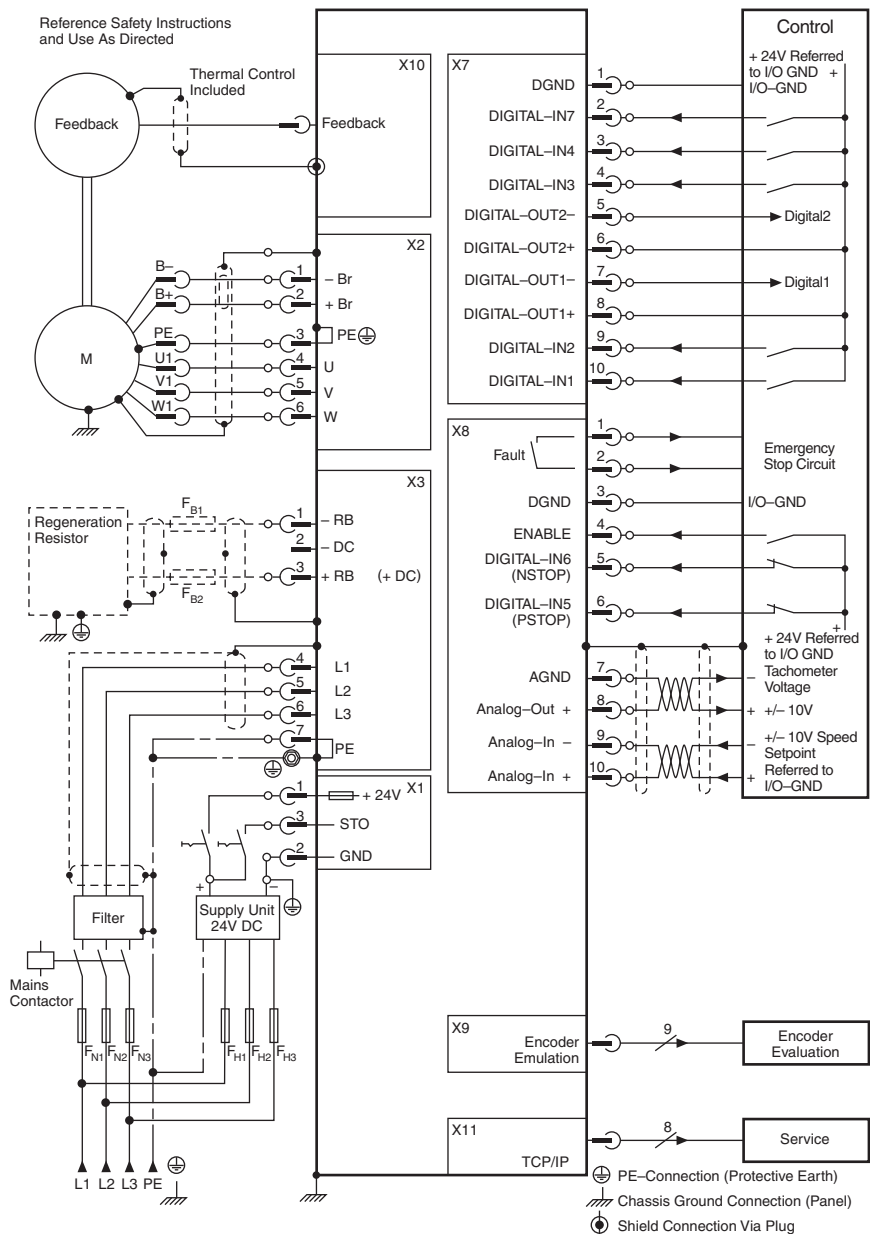 Reference Safety Instructions
and Use As Directed
Thermal Control
Included
Feedback
X10
Feedback
X2
B–
1
– Br
B+
2
+ Br
PE
3
PE
M
U1
4
U
V1
5
V
W1
6
W
X3
Regeneration
Resistor
FB1
1
– RB
2
– DC
3
+ RB
(+ DC)
FB2
4
L1
5
L2
6
L3
7
PE
X1
1
+ 24V
3
STO
2
GND
+
–
Filter
Supply Unit
24V DC
Mains
Contactor
FN1
FN2
FN3
FH1
FH2
FH3
L1
L2
L3
PE
X7
DGND
1
DIGITAL–IN7
2
DIGITAL–IN4
3
DIGITAL–IN3
4
DIGITAL–OUT2–
5
Digital2
DIGITAL–OUT2+
6
DIGITAL–OUT1–
7
Digital1
DIGITAL–OUT1+
8
DIGITAL–IN2
9
DIGITAL–IN1
10
Control
+ 24V Referred
to I/O GND +
I/O–GND
X8
Fault
1
2
Emergency
Stop Circuit
DGND
3
I/O–GND
ENABLE
4
DIGITAL–IN6
(NSTOP)
5
DIGITAL–IN5
(PSTOP)
6
+
+ 24V Referred
to I/O GND
AGND
7
– Tachometer
Voltage
Analog–Out +
8
+ +/– 10V
Analog–In –
9
– +/– 10V Speed
Setpoint
Analog–In +
10
+ Referred to
I/O–GND
X9
Encoder
Emulation
9
Encoder
Evaluation
X11
TCP/IP
8
Service
PE–Connection (Protective Earth)
Chassis Ground Connection (Panel)
Shield Connection Via Plug